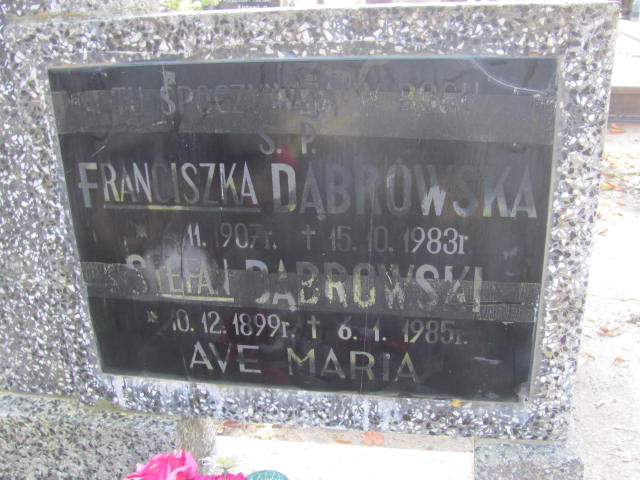 TU SPOCZYWAJĄ W BOGU
Ś. P.
FRANCISZKA DĄBROWSKA
11. 1907r. † 15. 10. 1983r.
STEFAN DĄBROWSKI
* 10. 12. 1899r. † 6. 1. 1985r.
AVE MARIA